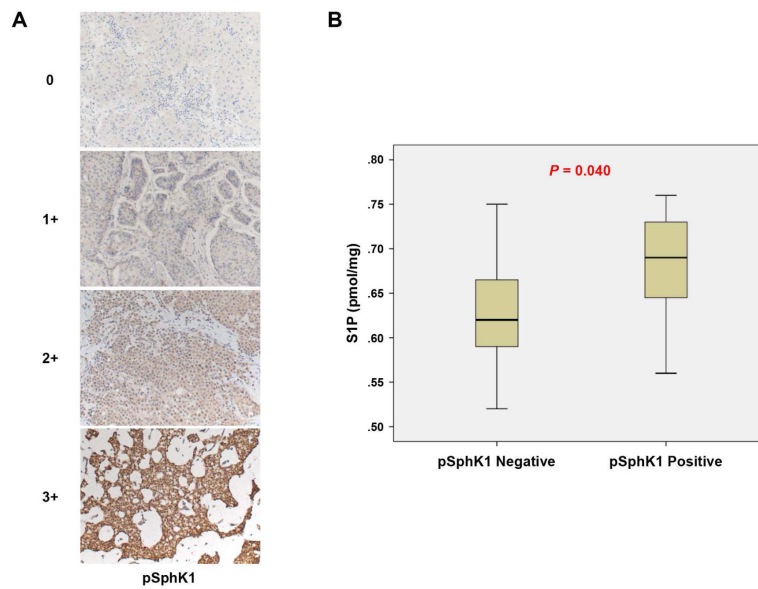 A
0
1+
2+
3+
pSphK1
B
P = 0.040
S1P (pmol/mg)
.80
.75
.70
.65
.60
.55
.50
pSphK1 Negative
pSphK1 Positive